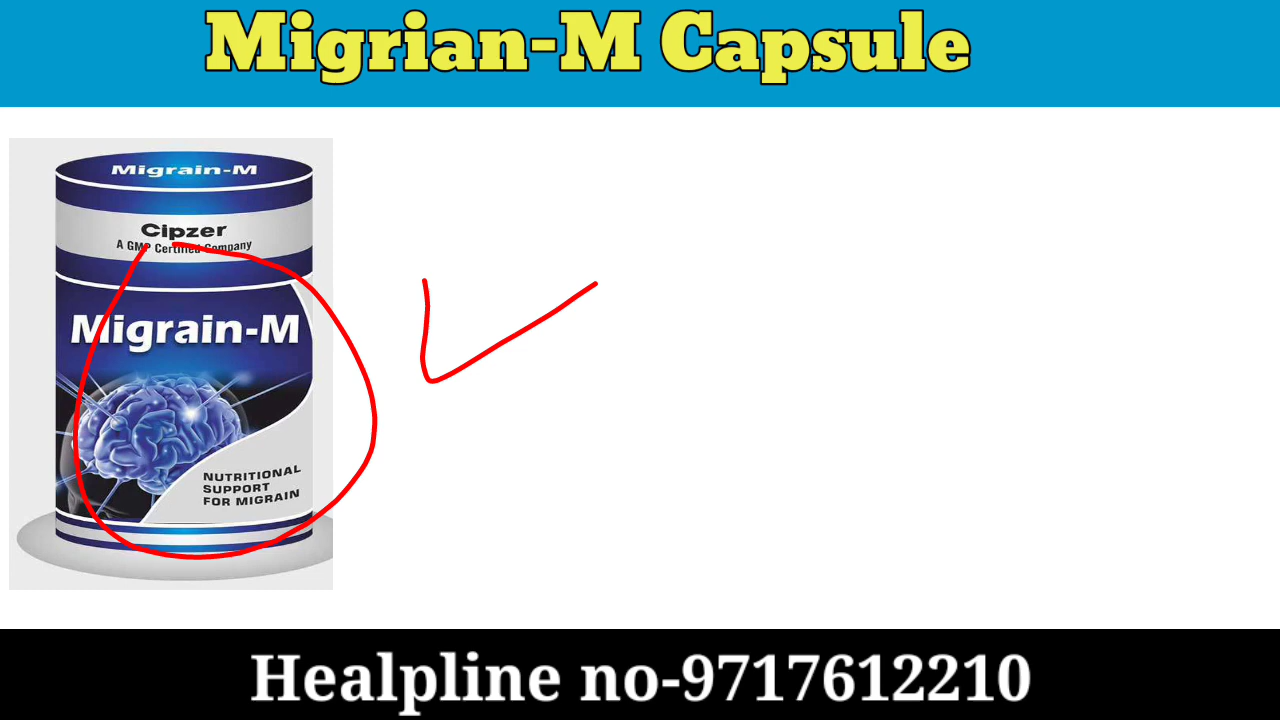 Migrian-M Capsule
Migrain-M
Cipzer
A GMP Certified Company
Migrain-M
NUTRITIONAL
SUPPORT
FOR MIGRAIN
Healpline no-9717612210